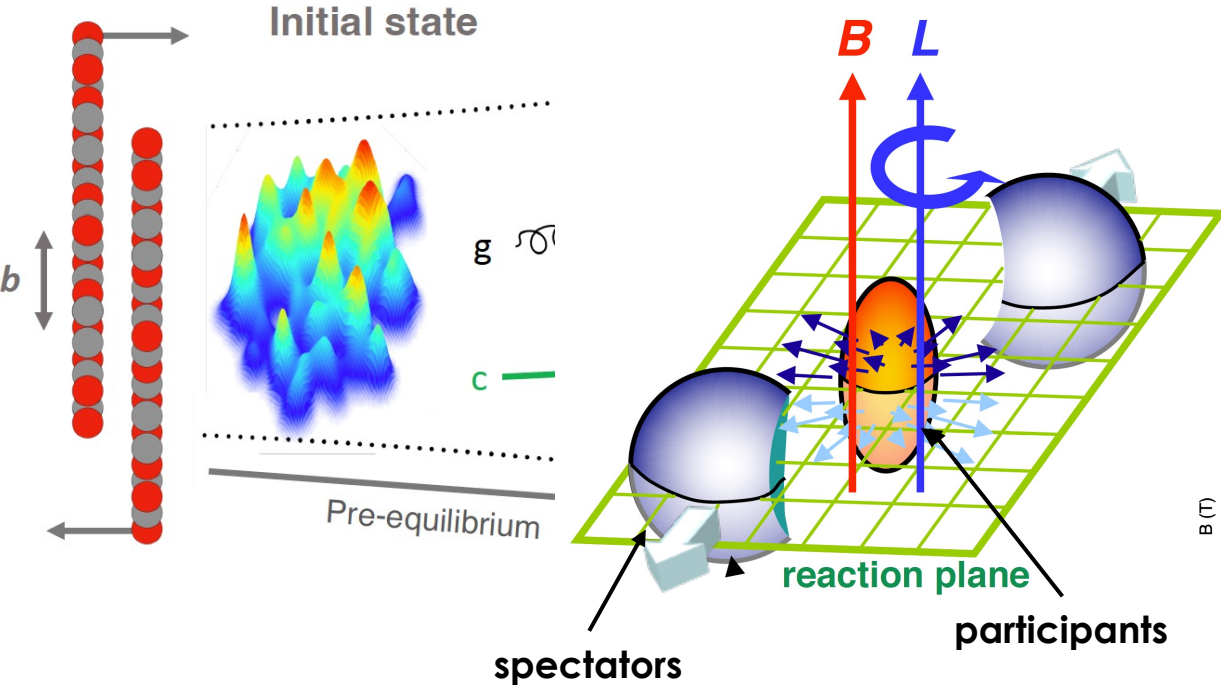 Initial state
B
L
b
g
c
Pre-equilibrium
B (T)
reaction plane
participants
spectators